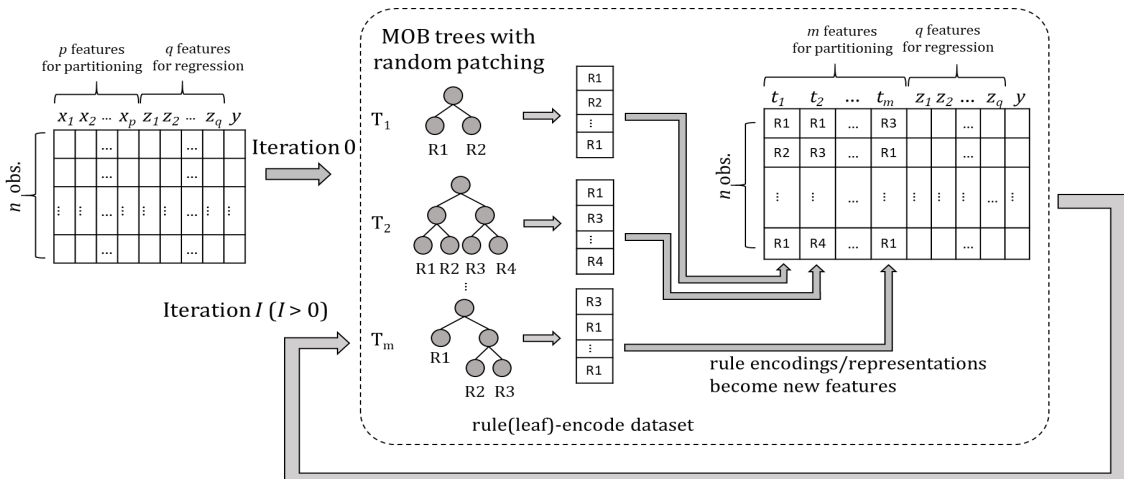 p features
for partitioning
q features
for regression
x1 x2 ... xp z1 z2 ... zq y
... ...
... ...
⋮ ⋮ ... ⋮ ⋮ ... ⋮ ⋮
... ...
n obs.
Iteration 0
MOB trees with
random patching
T1
R1 R2
R1
R2
⋮
R1
T2
R1 R2 R3 R4
R1
R3
⋮
R4
⋮
Tm
R1
R2 R3
R3
R1
⋮
R1
m features
for partitioning
q features
for regression
t1 t2 ... tm z1 z2 ... zq y
R1 R1 ... R3 ...
R2 R3 ... R1 ...
⋮ ⋮ ... ⋮ ⋮ ⋮ ... ⋮
R1 R4 ... R1 ...
n obs.
rule encodings/representations
become new features
rule(leaf)-encode dataset
Iteration I (I > 0)